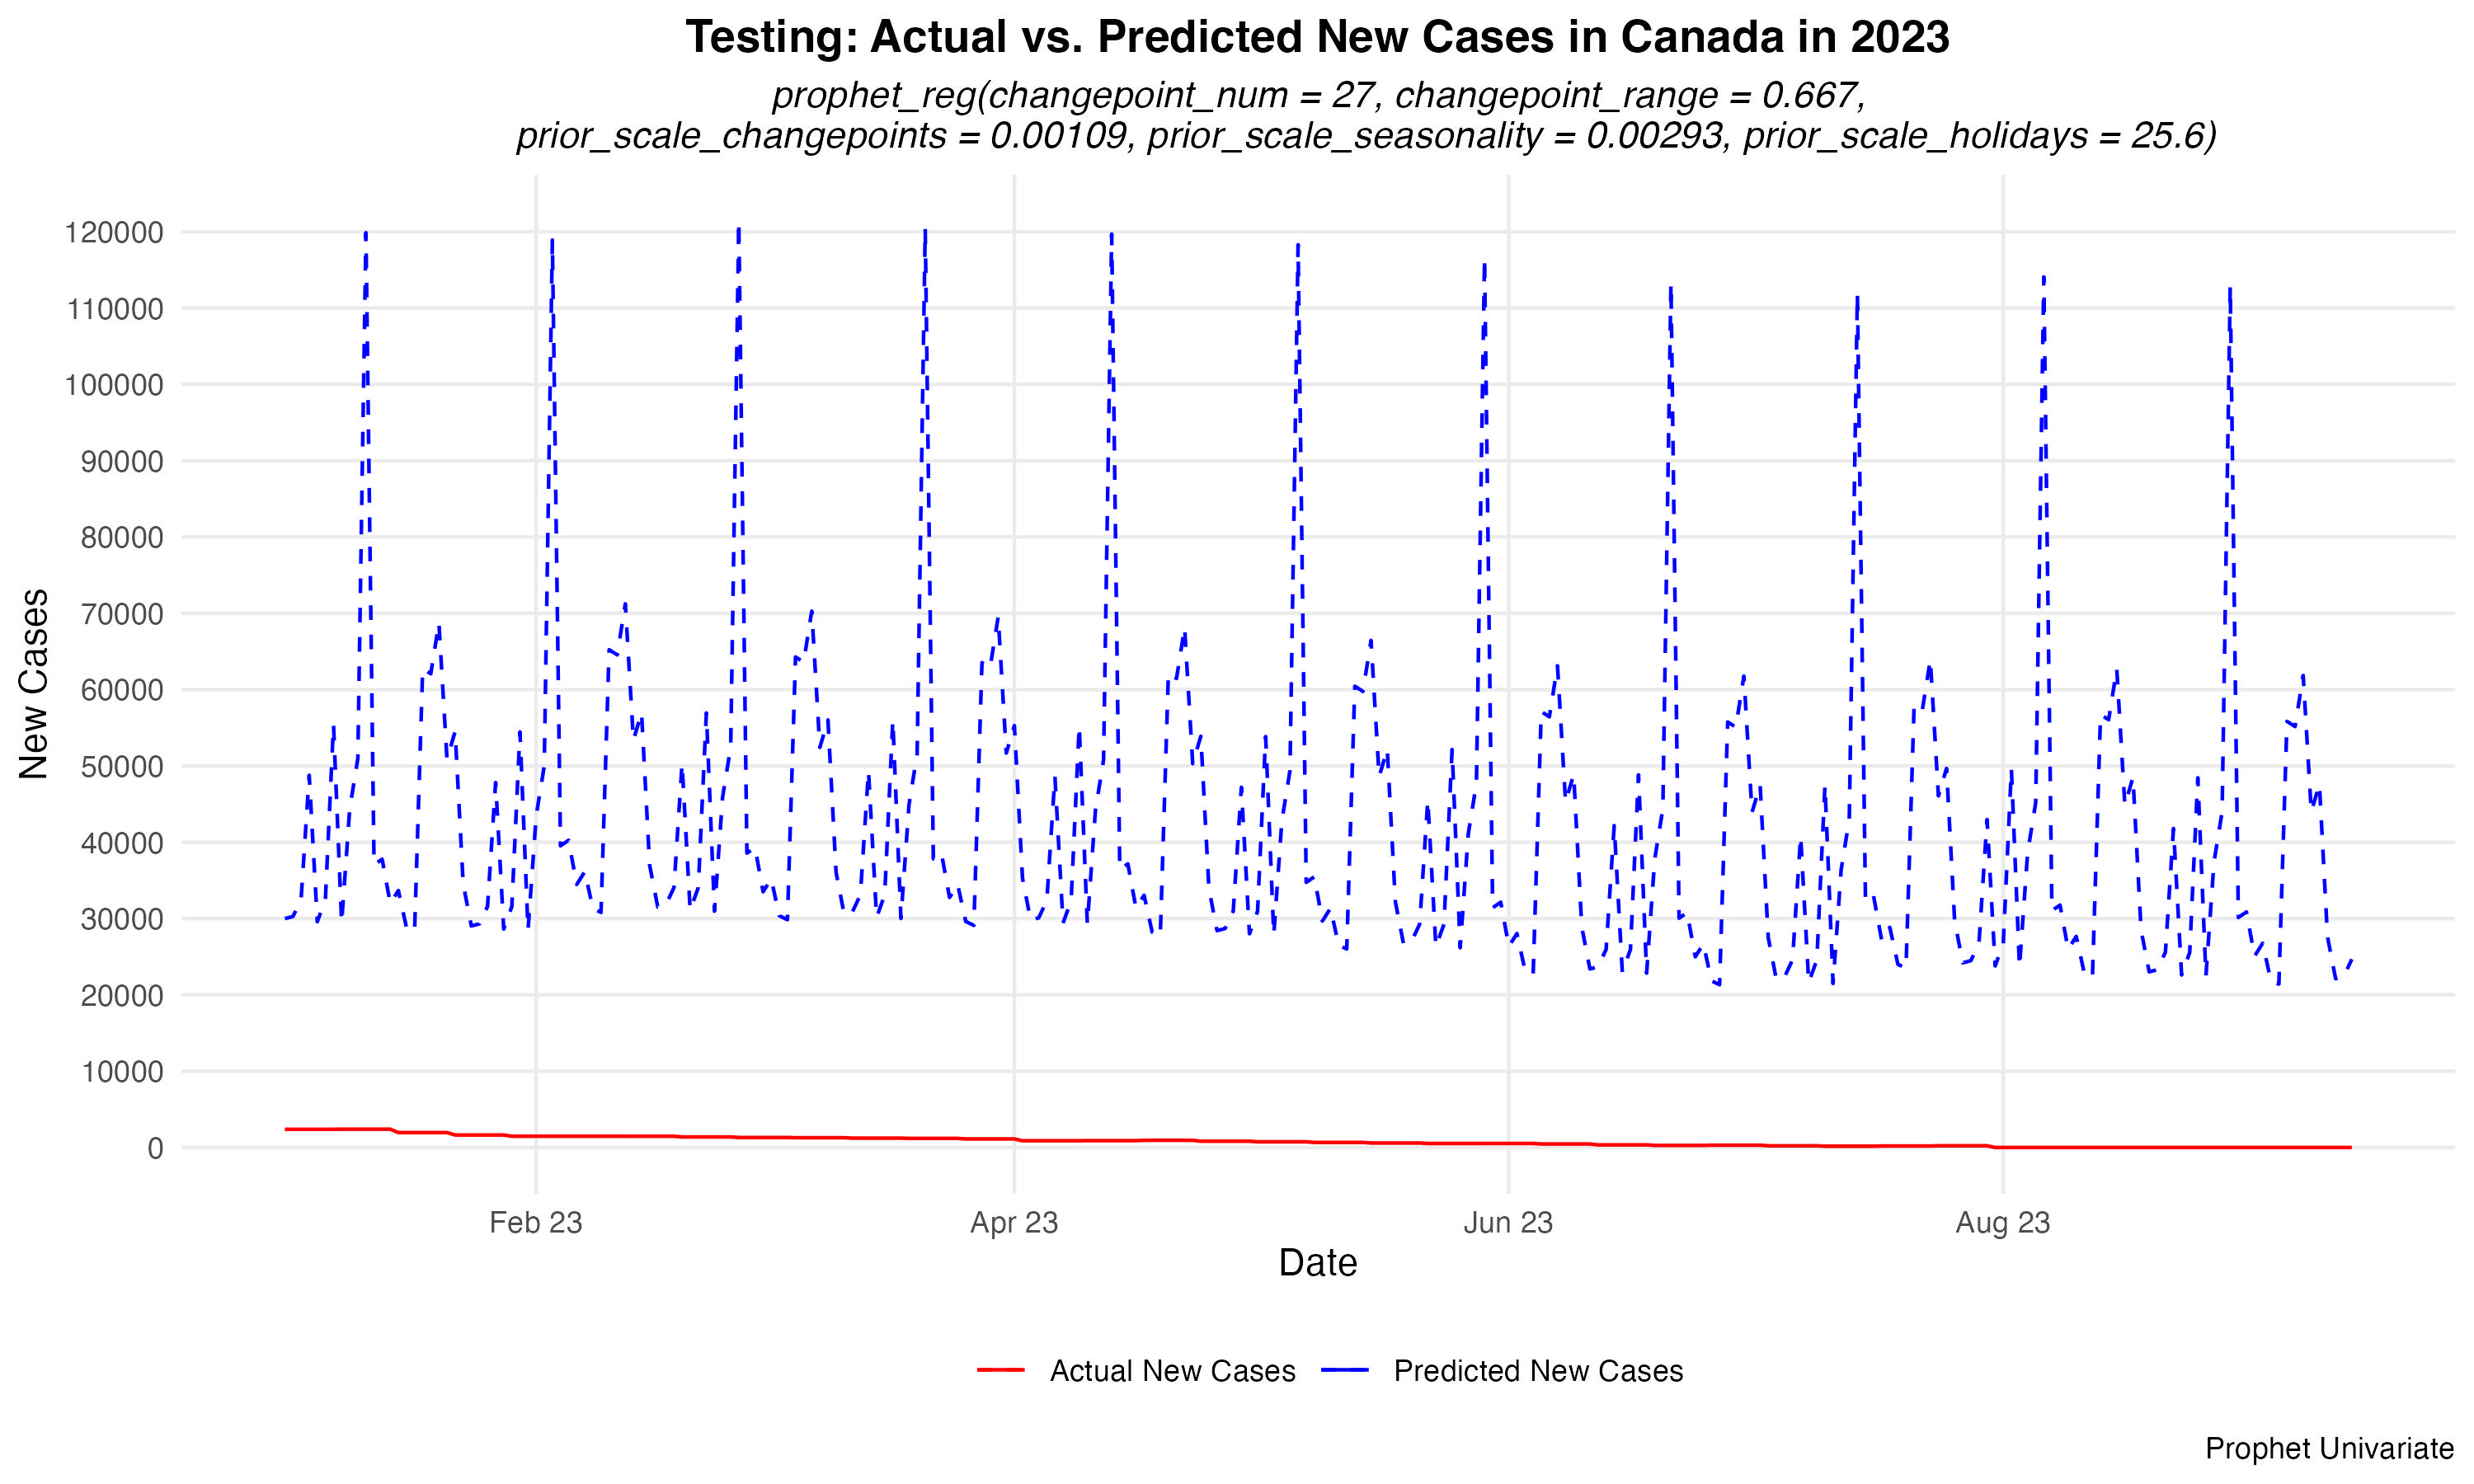 Testing: Actual vs. Predicted New Cases in Canada in 2023
prophet_reg(changepoint_num = 27, changepoint_range = 0.667,
prior_scale_changepoints = 0.00109, prior_scale_seasonality = 0.00293, prior_scale_holidays = 25.6)
120000
110000
100000
90000
80000
70000
60000
50000
40000
30000
20000
10000
0
New Cases
Feb 23
Apr 23
Jun 23
Aug 23
Date
Actual New Cases
Predicted New Cases
Prophet Univariate